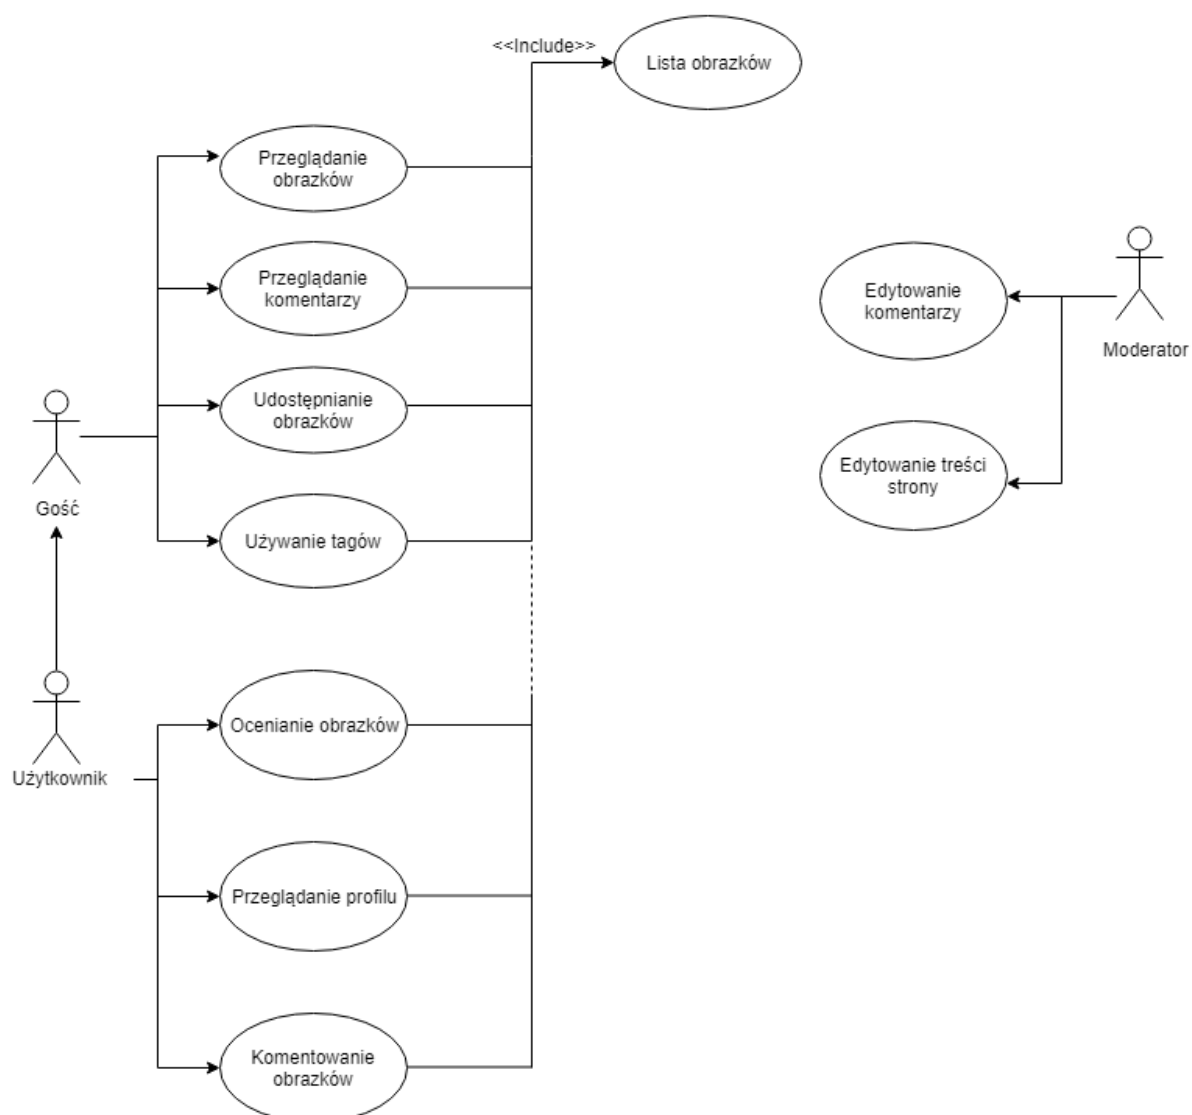 <<Include>>
Lista obrazków
Przeglądanie
obrazków
Przeglądanie
komentarzy
Udostępnianie
obrazków
Używanie tagów
Gość
Użytkownik
Ocenianie obrazków
Przeglądanie profilu
Komentowanie
obrazków
Edytowanie
komentarzy
Edytowanie treści
strony
Moderator